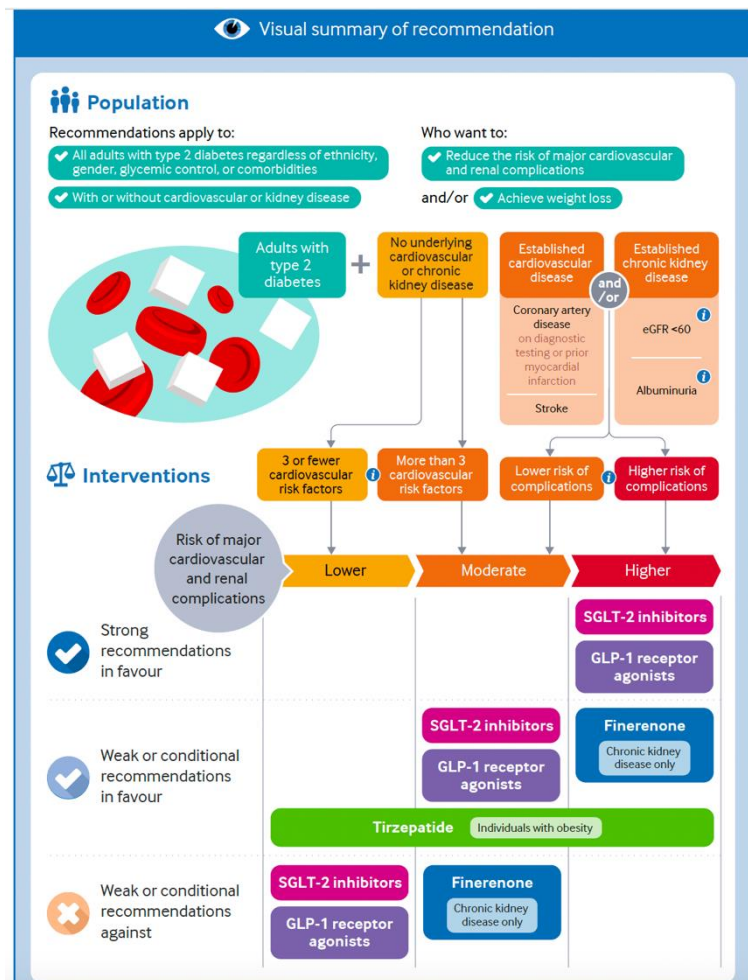 Visual summary of recommendation
Population
Recommendations apply to:
All adults with type 2 diabetes regardless of ethnicity,
gender, glycemic control, or comorbidities
With or without cardiovascular or kidney disease
Who want to:
Reduce the risk of major cardiovascular
and renal complications
and/or Achieve weight loss
Adults with
type 2
diabetes
+
No underlying
cardiovascular
or chronic
kidney disease
Established
cardiovascular
disease
and
/or
Established
chronic kidney
disease
Coronary artery
disease
on diagnostic
testing or prior
myocardial
infarction
Stroke
eGFR <60
i
Albuminuria
i
Interventions
3 or fewer
cardiovascular
risk factors
i
More than 3
cardiovascular
risk factors
Lower risk of
complications
i
Higher risk of
complications
Risk of major
cardiovascular
and renal
complications
Lower
Moderate
Higher
Strong
recommendations
in favour
SGLT-2 inhibitors
GLP-1 receptor
agonists
Weak or conditional
recommendations
in favour
SGLT-2 inhibitors
GLP-1 receptor
agonists
Finerenone
Chronic kidney
disease only
Tirzepatide Individuals with obesity
Weak or conditional
recommendations
against
SGLT-2 inhibitors
GLP-1 receptor
agonists
Finerenone
Chronic kidney
disease only